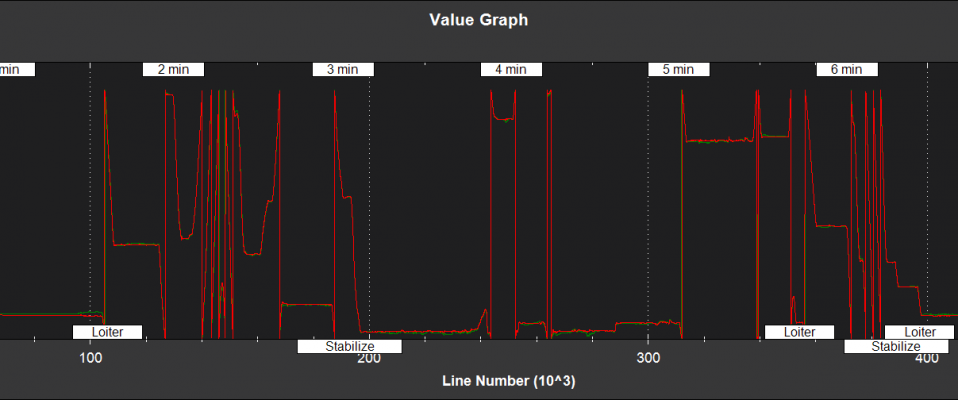 Value Graph
min 2 min 3 min 4 min 5 min 6 min
Loiter Loiter Loiter
Stabilize Stabilize
100 200 300 400
Line Number (10^3)